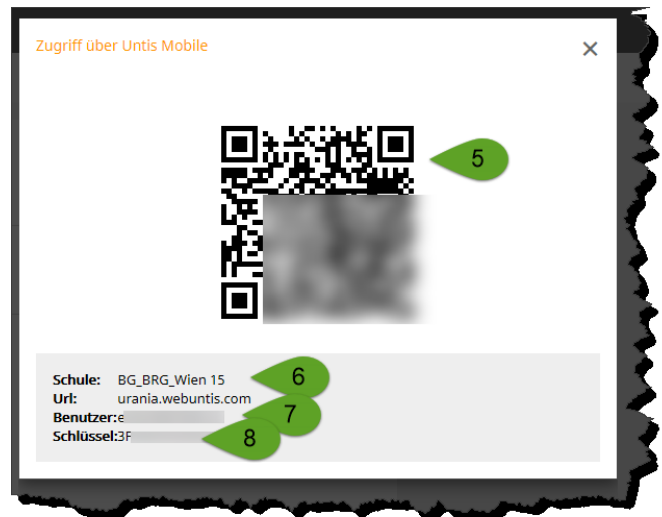 Zugriff über Untis Mobile
5
Schule: BG_BRG_Wien 15
6
Url: urania.webuntis.com
Benutzer:e
7
Schlüssel:3F
8